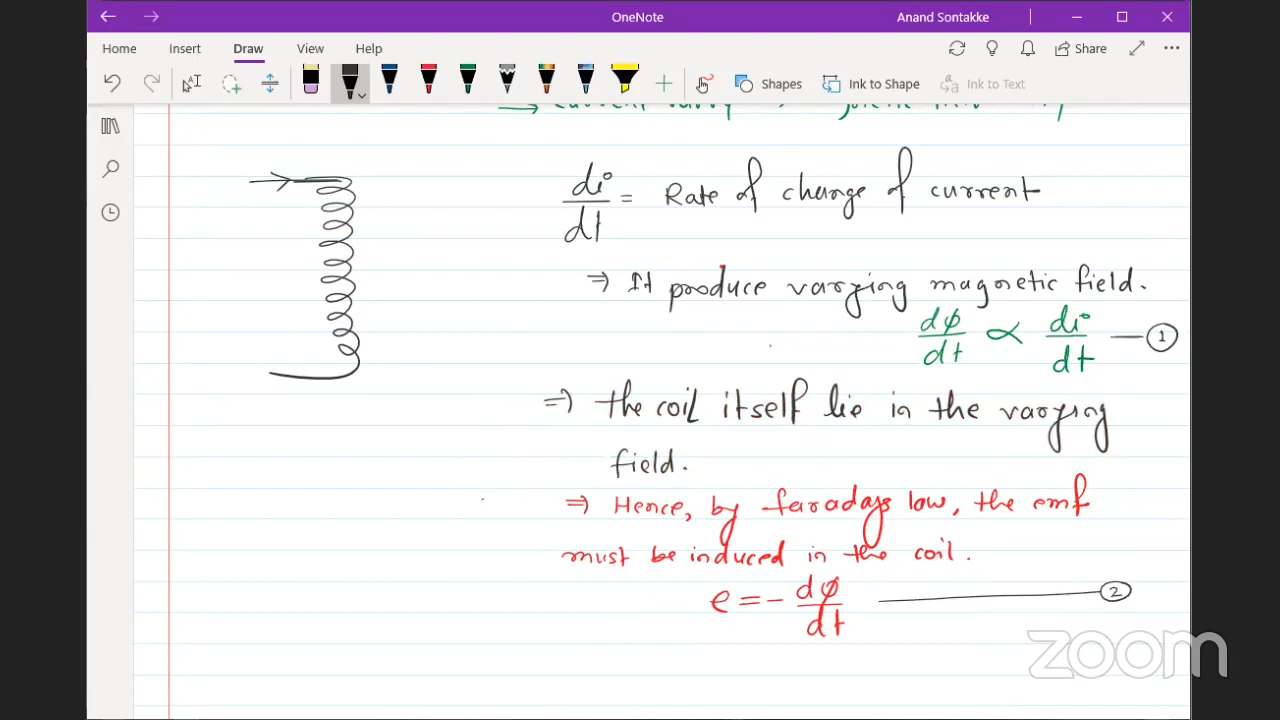 OneNote
Anand Sontakke
Home Insert Draw View Help
Share
Shapes Ink to Shape Ink to Text
→ Current vary
di/dt = Rate of change of current
⇒ It produce varying magnetic field.
dφ/dt ∝ di/dt — ①
⇒ the coil itself lie in the varying
field.
⇒ Hence, by faradays law, the emf
must be induced in the coil.
e = - dφ/dt — ②
zoom